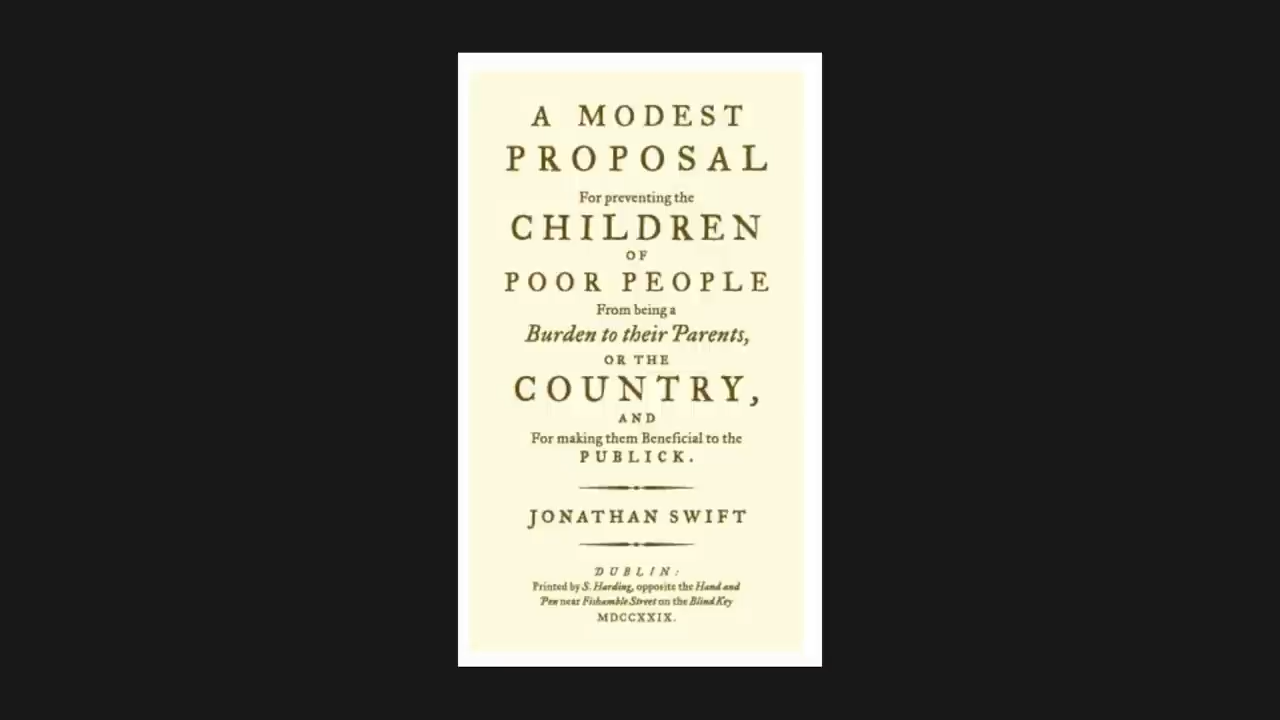 A MODEST
PROPOSAL
For preventing the
CHILDREN
OF
POOR PEOPLE
From being a
Burden to their Parents,
OR THE
COUNTRY,
AND
For making them Beneficial to the
PUBLICK.
JONATHAN SWIFT
DUBLIN:
Printed by S. Harding, opposite the Hand and
Pen near Fishamble Street on the Blind Key
MDCCXXIX.